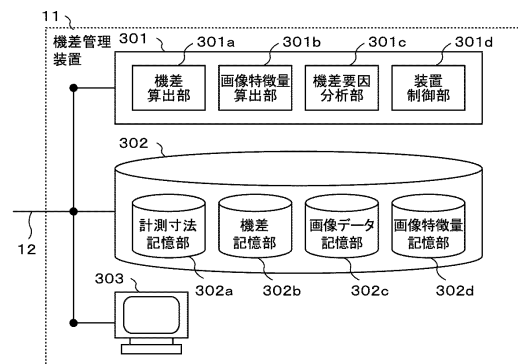 11
機差管理
装置
301
301a
301b
301c
301d
機差
算出部
画像特徴量
算出部
機差要因
分析部
装置
制御部
302
計測寸法
記憶部
機差
記憶部
画像データ
記憶部
画像特徴量
記憶部
12
302a
302b
302c
302d
303